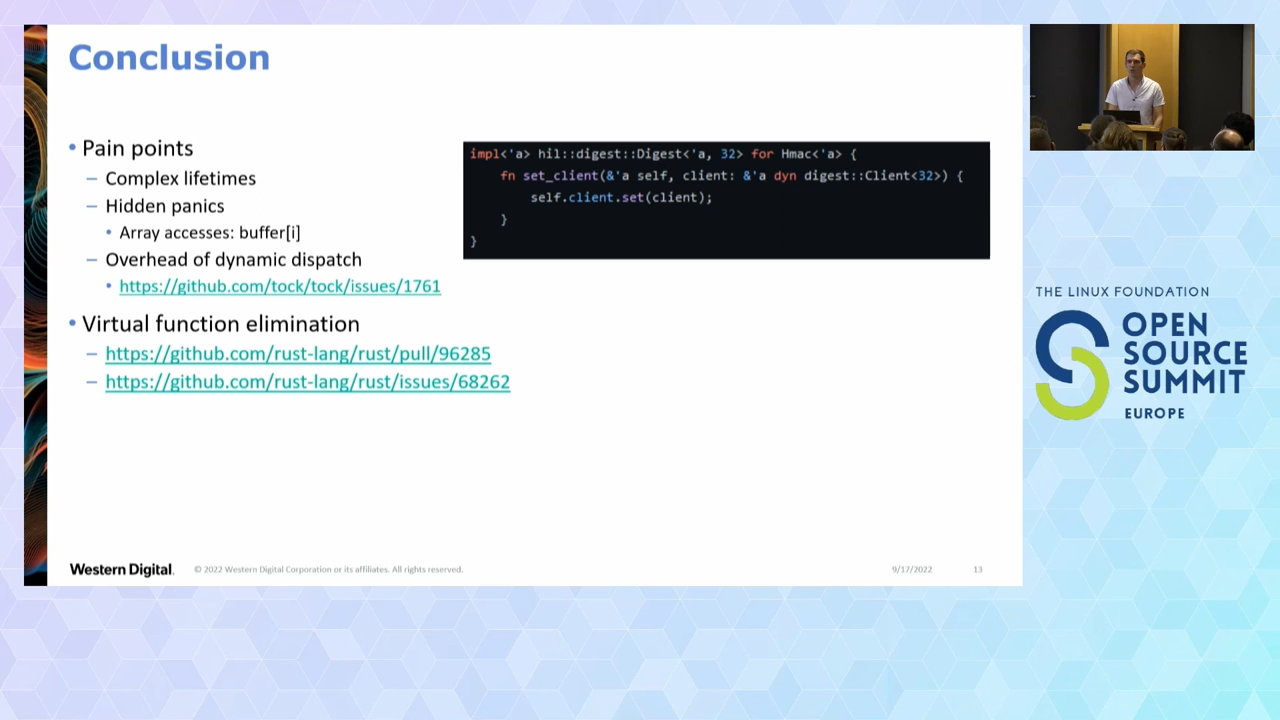 Conclusion
• Pain points
– Complex lifetimes
– Hidden panics
• Array accesses: buffer[i]
– Overhead of dynamic dispatch
• https://github.com/tock/tock/issues/1761
• Virtual function elimination
– https://github.com/rust-lang/rust/pull/96285
– https://github.com/rust-lang/rust/issues/68262
impl<'a> hil::digest::Digest<'a, 32> for Hmac<'a> {
fn set_client(&'a self, client: &'a dyn digest::Client<32>) {
self.client.set(client);
}
}
Western Digital.
© 2022 Western Digital Corporation or its affiliates. All rights reserved.
9/17/2022
13
THE LINUX FOUNDATION
OPEN
SOURCE
SUMMIT
EUROPE